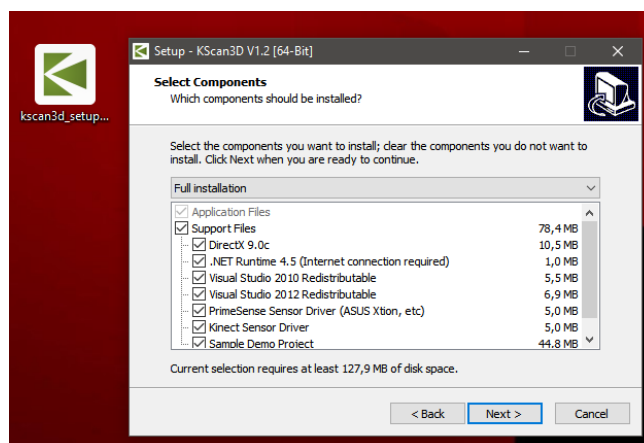 Setup - KScan3D V1.2 [64-Bit]
Select Components
Which components should be installed?
kscan3d_setup...
Select the components you want to install; clear the components you do not want to
install. Click Next when you are ready to continue.
Full installation
Application Files
Support Files 78,4 MB
DirectX 9.0c 10,5 MB
.NET Runtime 4.5 (Internet connection required) 1,0 MB
Visual Studio 2010 Redistributable 5,5 MB
Visual Studio 2012 Redistributable 6,9 MB
PrimeSense Sensor Driver (ASUS Xtion, etc) 5,0 MB
Kinect Sensor Driver 5,0 MB
Sample Demo Project 44.8 MB
Current selection requires at least 127,9 MB of disk space.
< Back Next > Cancel